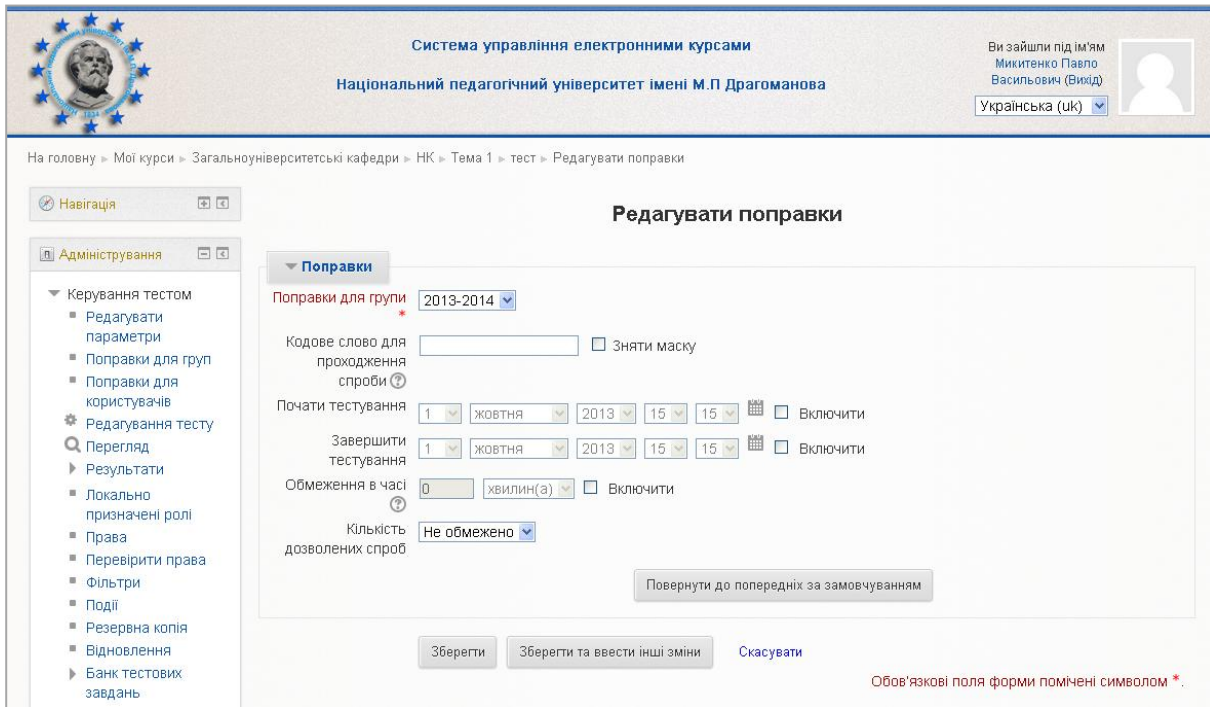 Система управління електронними курсами
Національний педагогічний університет імені М.П Драгоманова
Ви зайшли під ім'ям
Микитенко Павло
Васильович (Вихід)
Українська (uk)
На головну ▶ Мої курси ▶ Загальноуніверситетські кафедри ▶ НК ▶ Тема 1 ▶ тест ▶ Редагувати поправки
Навігація
Редагувати поправки
Адміністрування
Поправки
Керування тестом
Редагувати
параметри
Поправки для груп
Поправки для
користувачів
Редагування тесту
Перегляд
Результати
Локально
призначені ролі
Права
Перевірити права
Фільтри
Події
Резервна копія
Відновлення
Банк тестових
завдань
Поправки для групи * 2013-2014
Кодове слово для
проходження
спроби
Зняти маску
Почати тестування 1 жовтня 2013 15 15 Включити
Завершити
тестування
1 жовтня 2013 15 15 Включити
Обмеження в часі 0 хвилин(а) Включити
Кількість
дозволених спроб
Не обмежено
Повернути до попередніх за замовчуванням
Зберегти Зберегти та ввести інші зміни Скасувати
Обов'язкові поля форми помічені символом *.